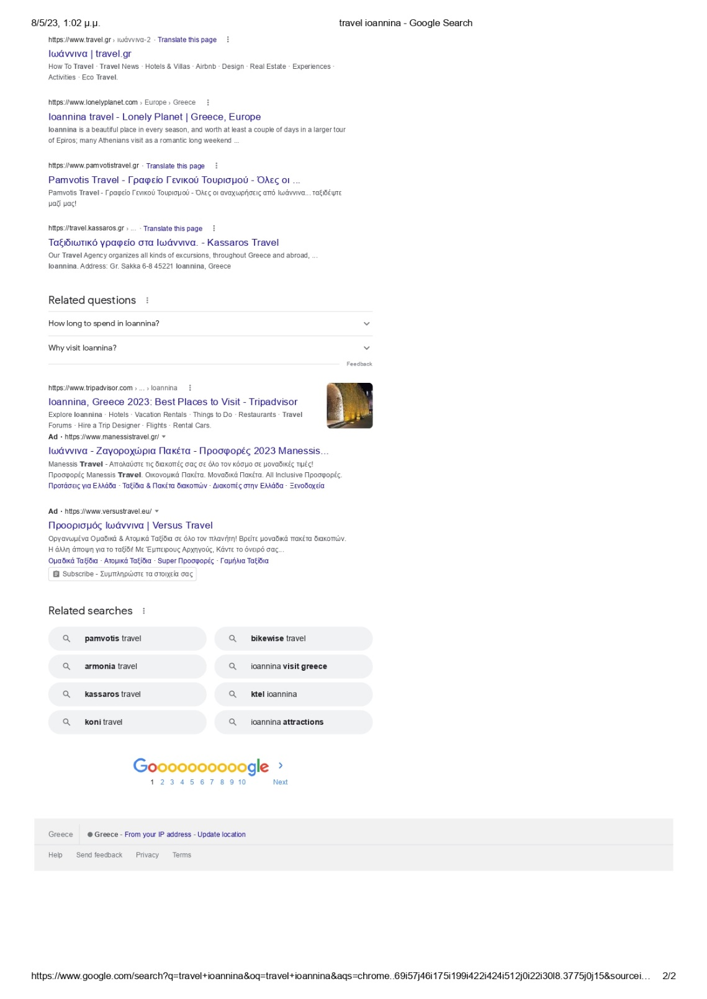 8/5/23, 1:02 μ.μ. travel ioannina - Google Search
https://www.travel.gr › ιωάννινα-2 · Translate this page
Ιωάννινα | travel.gr
How To Travel · Travel News · Hotels & Villas · Airbnb · Design · Real Estate · Experiences ·
Activities · Eco Travel.
https://www.lonelyplanet.com › Europe › Greece
Ioannina travel - Lonely Planet | Greece, Europe
Ioannina is a beautiful place in every season, and worth at least a couple of days in a larger tour
of Epiros; many Athenians visit as a romantic long weekend ...
https://www.pamvotistravel.gr · Translate this page
Pamvotis Travel - Γραφείο Γενικού Τουρισμού - Όλες οι ...
Pamvotis Travel - Γραφείο Γενικού Τουρισμού - Όλες οι αναχωρήσεις από Ιωάννινα... ταξιδέψτε
μαζί μας!
https://travel.kassaros.gr › ... · Translate this page
Ταξιδιωτικό γραφείο στα Ιωάννινα. - Kassaros Travel
Our Travel Agency organizes all kinds of excursions, throughout Greece and abroad, ...
Ioannina. Address: Gr. Sakka 6-8 45221 Ioannina, Greece
Related questions
How long to spend in Ioannina?
Why visit Ioannina?
Feedback
https://www.tripadvisor.com › ... › Ioannina
Ioannina, Greece 2023: Best Places to Visit - Tripadvisor
Explore Ioannina · Hotels · Vacation Rentals · Things to Do · Restaurants · Travel
Forums · Hire a Trip Designer · Flights · Rental Cars.
Ad · https://www.manessistravel.gr/
Ιωάννινα - Ζαγοροχώρια Πακέτα - Προσφορές 2023 Manessis...
Manessis Travel - Απολαύστε τις διακοπές σας σε όλο τον κόσμο σε μοναδικές τιμές!
Προσφορές Manessis Travel. Οικονομικά Πακέτα. Μοναδικά Πακέτα. All Inclusive Προσφορές.
Προτάσεις για Ελλάδα · Ταξίδια & Πακέτα διακοπών · Διακοπές στην Ελλάδα · Ξενοδοχεία
Ad · https://www.versustravel.eu/
Προορισμός Ιωάννινα | Versus Travel
Οργανωμένα Ομαδικά & Ατομικά Ταξίδια σε όλο τον πλανήτη! Βρείτε μοναδικά πακέτα διακοπών.
Η άλλη άποψη για το ταξίδι! Με Έμπειρους Αρχηγούς, Κάντε το όνειρό σας...
Ομαδικά Ταξίδια · Ατομικά Ταξίδια · Super Προσφορές · Γαμήλια Ταξίδια
Subscribe - Συμπληρώστε τα στοιχεία σας
Related searches
pamvotis travel bikewise travel
armonia travel ioannina visit greece
kassaros travel ktel ioannina
koni travel ioannina attractions
Goooooooooogle
1 2 3 4 5 6 7 8 9 10 Next
Greece Greece - From your IP address - Update location
Help Send feedback Privacy Terms
https://www.google.com/search?q=travel+ioannina&oq=travel+ioannina&aqs=chrome..69i57j46i175i199i422i424i512j0i22i30l8.3775j0j15&sourcei... 2/2